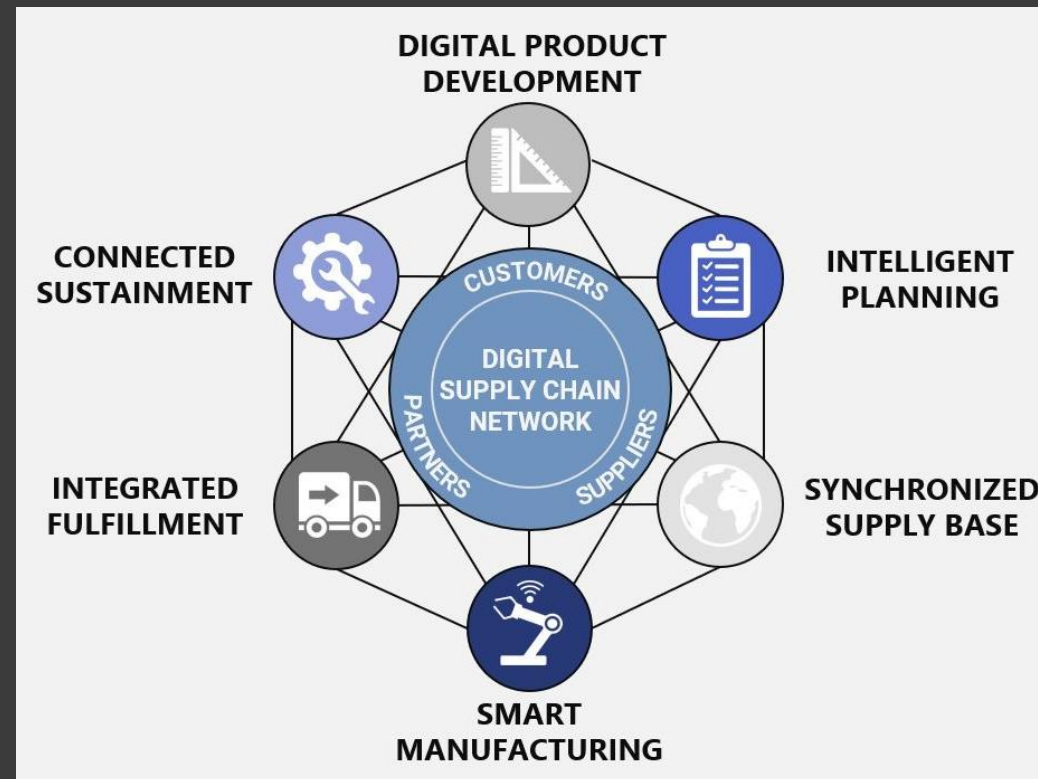 DIGITAL PRODUCT
DEVELOPMENT
CONNECTED
SUSTAINMENT
INTELLIGENT
PLANNING
CUSTOMERS
DIGITAL
SUPPLY CHAIN
NETWORK
PARTNERS
SUPPLIERS
INTEGRATED
FULFILLMENT
SYNCHRONIZED
SUPPLY BASE
SMART
MANUFACTURING